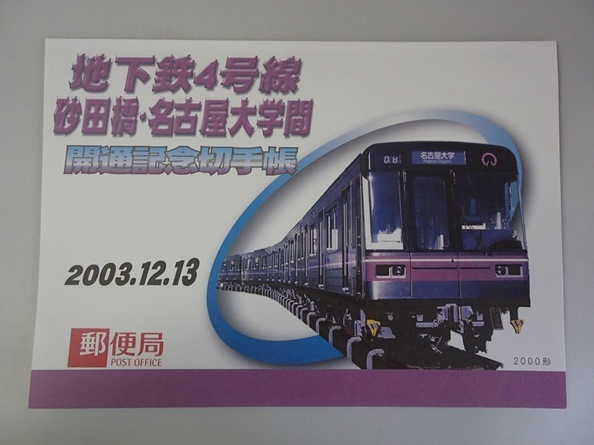 地下鉄4号線
砂田橋・名古屋大学間
開通記念切手帳
08
名古屋大学
2003.12.13
郵便局
POST OFFICE
2000形